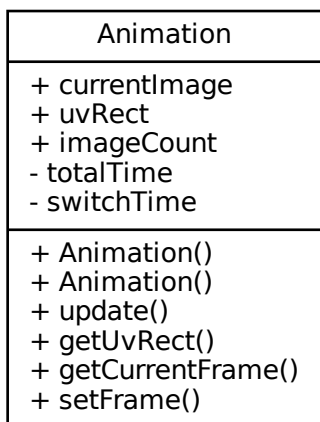 Animation
+ currentImage
+ uvRect
+ imageCount
- totalTime
- switchTime
+ Animation()
+ Animation()
+ update()
+ getUvRect()
+ getCurrentFrame()
+ setFrame()